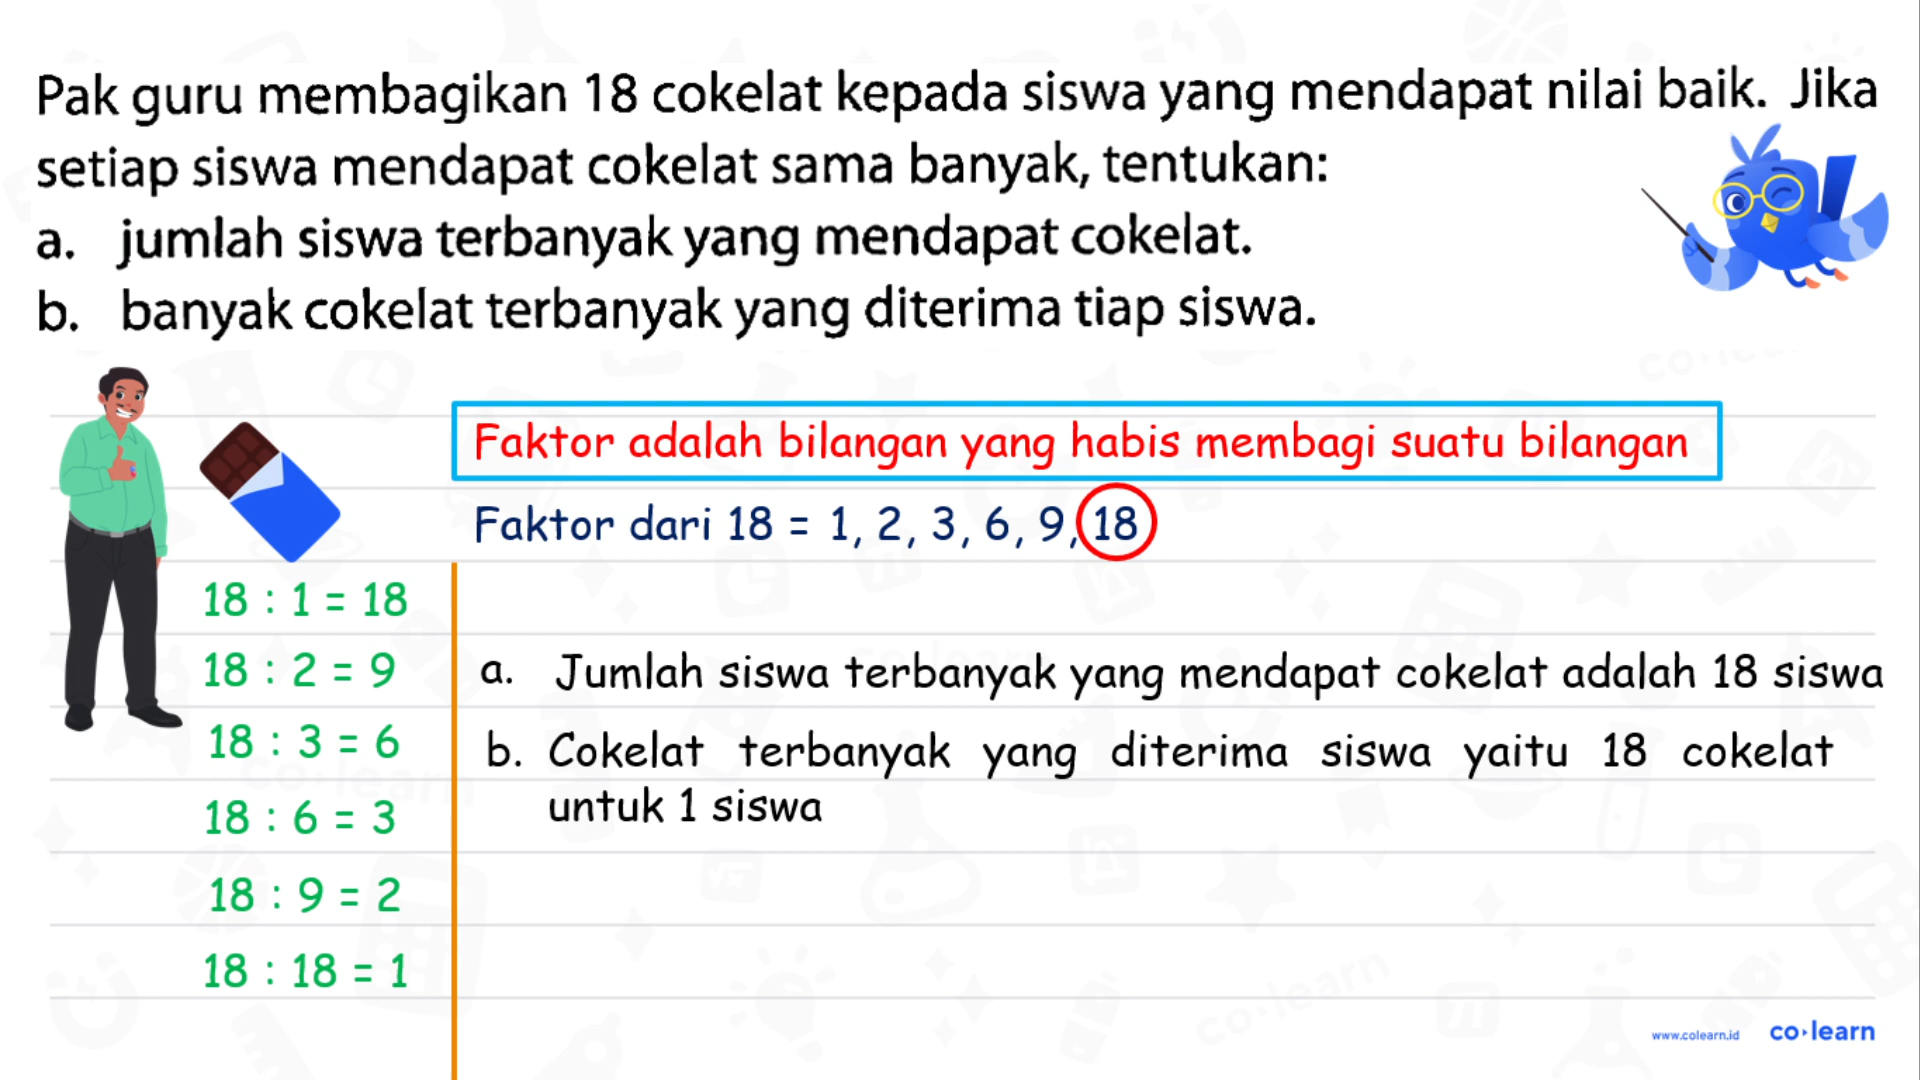 Pak guru membagikan 18 cokelat kepada siswa yang mendapat nilai baik. Jika
setiap siswa mendapat cokelat sama banyak, tentukan:
a. jumlah siswa terbanyak yang mendapat cokelat.
b. banyak cokelat terbanyak yang diterima tiap siswa.
Faktor adalah bilangan yang habis membagi suatu bilangan
Faktor dari 18 = 1, 2, 3, 6, 9, 18
18 : 1 = 18
18 : 2 = 9
18 : 3 = 6
18 : 6 = 3
18 : 9 = 2
18 : 18 = 1
a. Jumlah siswa terbanyak yang mendapat cokelat adalah 18 siswa
b. Cokelat terbanyak yang diterima siswa yaitu 18 cokelat
untuk 1 siswa
www.colearn.id co·learn